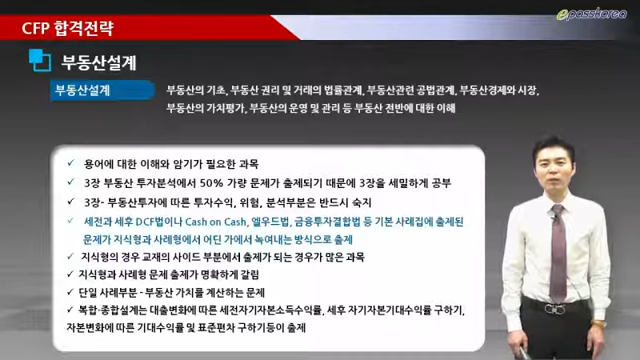 CFP 합격전략
epasskorea
부동산설계
부동산설계
부동산의 기초, 부동산 권리 및 거래의 법률관계, 부동산관련 공법관계, 부동산경제와 시장,
부동산의 가치평가, 부동산의 운영 및 관리 등 부동산 전반에 대한 이해
✓ 용어에 대한 이해와 암기가 필요한 과목
✓ 3장 부동산 투자분석에서 50% 가량 문제가 출제되기 때문에 3장을 세밀하게 공부
✓ 3장- 부동산투자에 따른 투자수익, 위험, 분석부분은 반드시 숙지
✓ 세전과 세후 DCF법이나 Cash on Cash, 엘우드법, 금융투자결합법 등 기본 사례집에 출제된
문제가 지식형과 사례형에서 어딘 가에서 녹여내는 방식으로 출제
✓ 지식형의 경우 교재의 사이드 부분에서 출제가 되는 경우가 많은 과목
✓ 지식형과 사례형 문제 출제가 명확하게 갈림
✓ 단일 사례부분 - 부동산 가치를 계산하는 문제
✓ 복합·종합설계는 대출변화에 따른 세전자기자본소득수익률, 세후 자기자본기대수익률 구하기,
자본변화에 따른 기대수익률 및 표준편차 구하기등이 출제